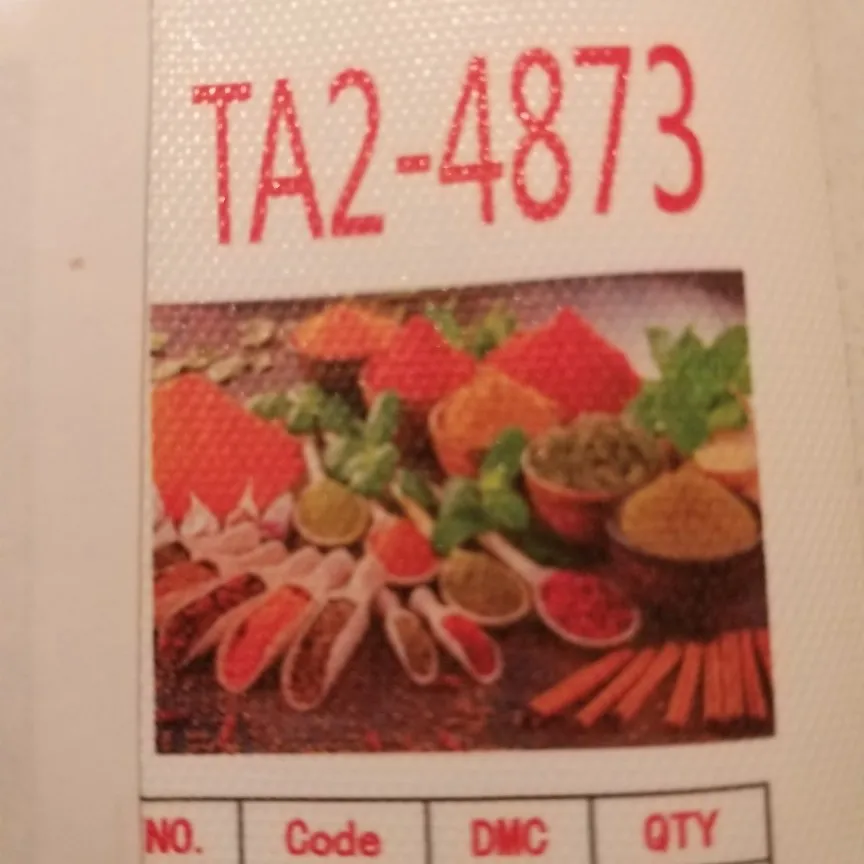 TA2-4873
NO. Code DMC QTY